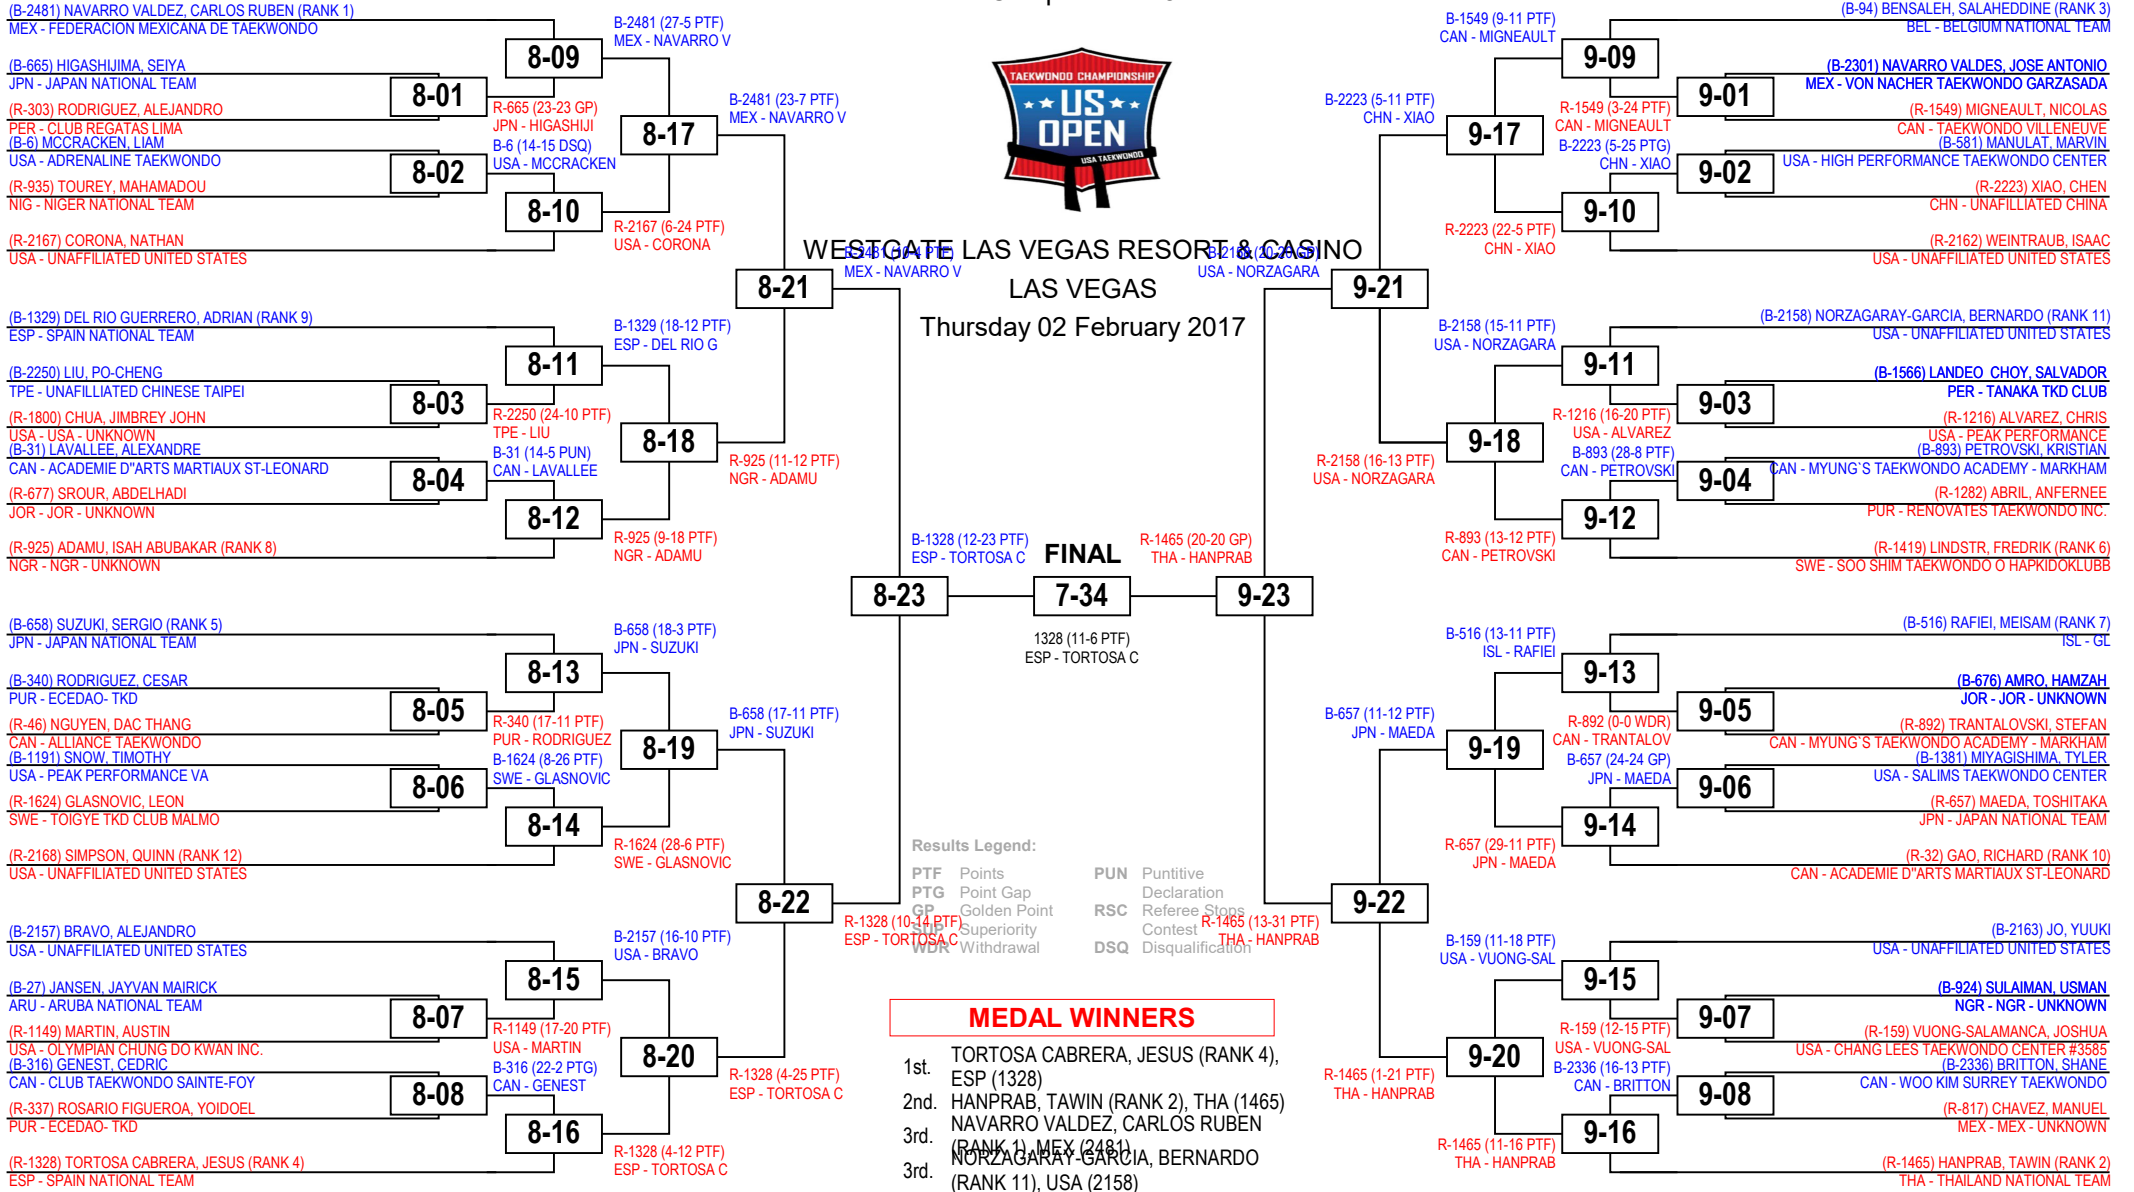 (B-2481) NAVARRO VALDEZ, CARLOS RUBEN (RANK 1)
MEX - FEDERACION MEXICANA DE TAEKWONDO
(B-665) HIGASHIJIMA, SEIYA
JPN - JAPAN NATIONAL TEAM
(R-303) RODRIGUEZ, ALEJANDRO
PER - CLUB REGATAS LIMA
(B-6) MCCRACKEN, LIAM
USA - ADRENALINE TAEKWONDO
(R-935) TOUREY, MAHAMADOU
NIG - NIGER NATIONAL TEAM
(R-2167) CORONA, NATHAN
USA - UNAFFILIATED UNITED STATES
(B-1329) DEL RIO GUERRERO, ADRIAN (RANK 9)
ESP - SPAIN NATIONAL TEAM
(B-2250) LIU, PO-CHENG
TPE - UNAFILLIATED CHINESE TAIPEI
(R-1800) CHUA, JIMBREY JOHN
USA - USA - UNKNOWN
(B-31) LAVALLEE, ALEXANDRE
CAN - ACADEMIE D"ARTS MARTIAUX ST-LEONARD
(R-677) SROUR, ABDELHADI
JOR - JOR - UNKNOWN
(R-925) ADAMU, ISAH ABUBAKAR (RANK 8)
NGR - NGR - UNKNOWN
(B-658) SUZUKI, SERGIO (RANK 5)
JPN - JAPAN NATIONAL TEAM
(B-340) RODRIGUEZ, CESAR
PUR - ECEDAO- TKD
(R-46) NGUYEN, DAC THANG
CAN - ALLIANCE TAEKWONDO
(B-1191) SNOW, TIMOTHY
USA - PEAK PERFORMANCE VA
(R-1624) GLASNOVIC, LEON
SWE - TOIGYE TKD CLUB MALMO
(R-2168) SIMPSON, QUINN (RANK 12)
USA - UNAFFILIATED UNITED STATES
(B-2157) BRAVO, ALEJANDRO
USA - UNAFFILIATED UNITED STATES
(B-27) JANSEN, JAYVAN MAIRICK
ARU - ARUBA NATIONAL TEAM
(R-1149) MARTIN, AUSTIN
USA - OLYMPIAN CHUNG DO KWAN INC.
(B-316) GENEST, CEDRIC
CAN - CLUB TAEKWONDO SAINTE-FOY
(R-337) ROSARIO FIGUEROA, YOIDOEL
PUR - ECEDAO- TKD
(R-1328) TORTOSA CABRERA, JESUS (RANK 4)
ESP - SPAIN NATIONAL TEAM
8-01
8-02
8-03
8-04
8-05
8-06
8-07
8-08
R-665 (23-23 GP)
JPN - HIGASHIJI
B-6 (14-15 DSQ)
USA - MCCRACKEN
R-2250 (24-10 PTF)
TPE - LIU
B-31 (14-5 PUN)
CAN - LAVALLEE
R-340 (17-11 PTF)
PUR - RODRIGUEZ
B-1624 (8-26 PTF)
SWE - GLASNOVIC
R-1149 (17-20 PTF)
USA - MARTIN
B-316 (22-2 PTG)
CAN - GENEST
8-09
8-10
8-11
8-12
8-13
8-14
8-15
8-16
B-2481 (27-5 PTF)
MEX - NAVARRO V
R-2167 (6-24 PTF)
USA - CORONA
B-1329 (18-12 PTF)
ESP - DEL RIO G
R-925 (9-18 PTF)
NGR - ADAMU
B-658 (18-3 PTF)
JPN - SUZUKI
R-1624 (28-6 PTF)
SWE - GLASNOVIC
B-2157 (16-10 PTF)
USA - BRAVO
R-1328 (4-12 PTF)
ESP - TORTOSA C
8-17
8-18
8-19
8-20
B-2481 (23-7 PTF)
MEX - NAVARRO V
R-925 (11-12 PTF)
NGR - ADAMU
B-658 (17-11 PTF)
JPN - SUZUKI
R-1328 (4-25 PTF)
ESP - TORTOSA C
8-21
8-22
MEX - NAVARRO V
R-1328 (10-14 PTF)
ESP - TORTOSA C
8-23
B-1328 (12-23 PTF)
ESP - TORTOSA C
TAEKWONDO CHAMPIONSHIP
US
OPEN
USA TAEKWONDO
WESTGATE LAS VEGAS RESORT & CASINO
LAS VEGAS
Thursday 02 February 2017
FINAL
7-34
1328 (11-6 PTF)
ESP - TORTOSA C
R-1465 (20-20 GP)
THA - HANPRAB
9-23
USA - NORZAGARA
R-1465 (13-31 PTF)
THA - HANPRAB
9-21
9-22
B-2223 (5-11 PTF)
CHN - XIAO
R-2158 (16-13 PTF)
USA - NORZAGARA
B-657 (11-12 PTF)
JPN - MAEDA
R-1465 (1-21 PTF)
THA - HANPRAB
9-17
9-18
9-19
9-20
B-1549 (9-11 PTF)
CAN - MIGNEAULT
R-2223 (22-5 PTF)
CHN - XIAO
B-2158 (15-11 PTF)
USA - NORZAGARA
R-893 (13-12 PTF)
CAN - PETROVSKI
B-516 (13-11 PTF)
ISL - RAFIEI
R-657 (29-11 PTF)
JPN - MAEDA
B-159 (11-18 PTF)
USA - VUONG-SAL
R-1465 (11-16 PTF)
THA - HANPRAB
9-09
9-10
9-11
9-12
9-13
9-14
9-15
9-16
R-1549 (3-24 PTF)
CAN - MIGNEAULT
B-2223 (5-25 PTG)
CHN - XIAO
R-1216 (16-20 PTF)
USA - ALVAREZ
B-893 (28-8 PTF)
CAN - PETROVSKI
R-892 (0-0 WDR)
CAN - TRANTALOV
B-657 (24-24 GP)
JPN - MAEDA
R-159 (12-15 PTF)
USA - VUONG-SAL
B-2336 (16-13 PTF)
CAN - BRITTON
9-01
9-02
9-03
9-04
9-05
9-06
9-07
9-08
(B-94) BENSALEH, SALAHEDDINE (RANK 3)
BEL - BELGIUM NATIONAL TEAM
(B-2301) NAVARRO VALDES, JOSE ANTONIO
MEX - VON NACHER TAEKWONDO GARZASADA
(R-1549) MIGNEAULT, NICOLAS
CAN - TAEKWONDO VILLENEUVE
(B-581) MANULAT, MARVIN
USA - HIGH PERFORMANCE TAEKWONDO CENTER
(R-2223) XIAO, CHEN
CHN - UNAFILLIATED CHINA
(R-2162) WEINTRAUB, ISAAC
USA - UNAFFILIATED UNITED STATES
(B-2158) NORZAGARAY-GARCIA, BERNARDO (RANK 11)
USA - UNAFFILIATED UNITED STATES
(B-1566) LANDEO CHOY, SALVADOR
PER - TANAKA TKD CLUB
(R-1216) ALVAREZ, CHRIS
USA - PEAK PERFORMANCE
(B-893) PETROVSKI, KRISTIAN
CAN - MYUNG`S TAEKWONDO ACADEMY - MARKHAM
(R-1282) ABRIL, ANFERNEE
PUR - RENOVATES TAEKWONDO INC.
(R-1419) LINDSTR, FREDRIK (RANK 6)
SWE - SOO SHIM TAEKWONDO O HAPKIDOKLUBB
(B-516) RAFIEI, MEISAM (RANK 7)
ISL - GL
(B-676) AMRO, HAMZAH
JOR - JOR - UNKNOWN
(R-892) TRANTALOVSKI, STEFAN
CAN - MYUNG`S TAEKWONDO ACADEMY - MARKHAM
(B-1381) MIYAGISHIMA, TYLER
USA - SALIMS TAEKWONDO CENTER
(R-657) MAEDA, TOSHITAKA
JPN - JAPAN NATIONAL TEAM
(R-32) GAO, RICHARD (RANK 10)
CAN - ACADEMIE D"ARTS MARTIAUX ST-LEONARD
(B-2163) JO, YUUKI
USA - UNAFFILIATED UNITED STATES
(B-924) SULAIMAN, USMAN
NGR - NGR - UNKNOWN
(R-159) VUONG-SALAMANCA, JOSHUA
USA - CHANG LEES TAEKWONDO CENTER #3585
(B-2336) BRITTON, SHANE
CAN - WOO KIM SURREY TAEKWONDO
(R-817) CHAVEZ, MANUEL
MEX - MEX - UNKNOWN
(R-1465) HANPRAB, TAWIN (RANK 2)
THA - THAILAND NATIONAL TEAM
Results Legend:
PTF Points
PTG Point Gap
GP Golden Point
SUP Superiority
WDR Withdrawal
PUN Puntitive
Declaration
RSC Referee Stops
Contest
DSQ Disqualification
MEDAL WINNERS
1st. TORTOSA CABRERA, JESUS (RANK 4),
ESP (1328)
2nd. HANPRAB, TAWIN (RANK 2), THA (1465)
3rd. NAVARRO VALDEZ, CARLOS RUBEN
(RANK 1), MEX (2481)
3rd. NORZAGARAY-GARCIA, BERNARDO
(RANK 11), USA (2158)